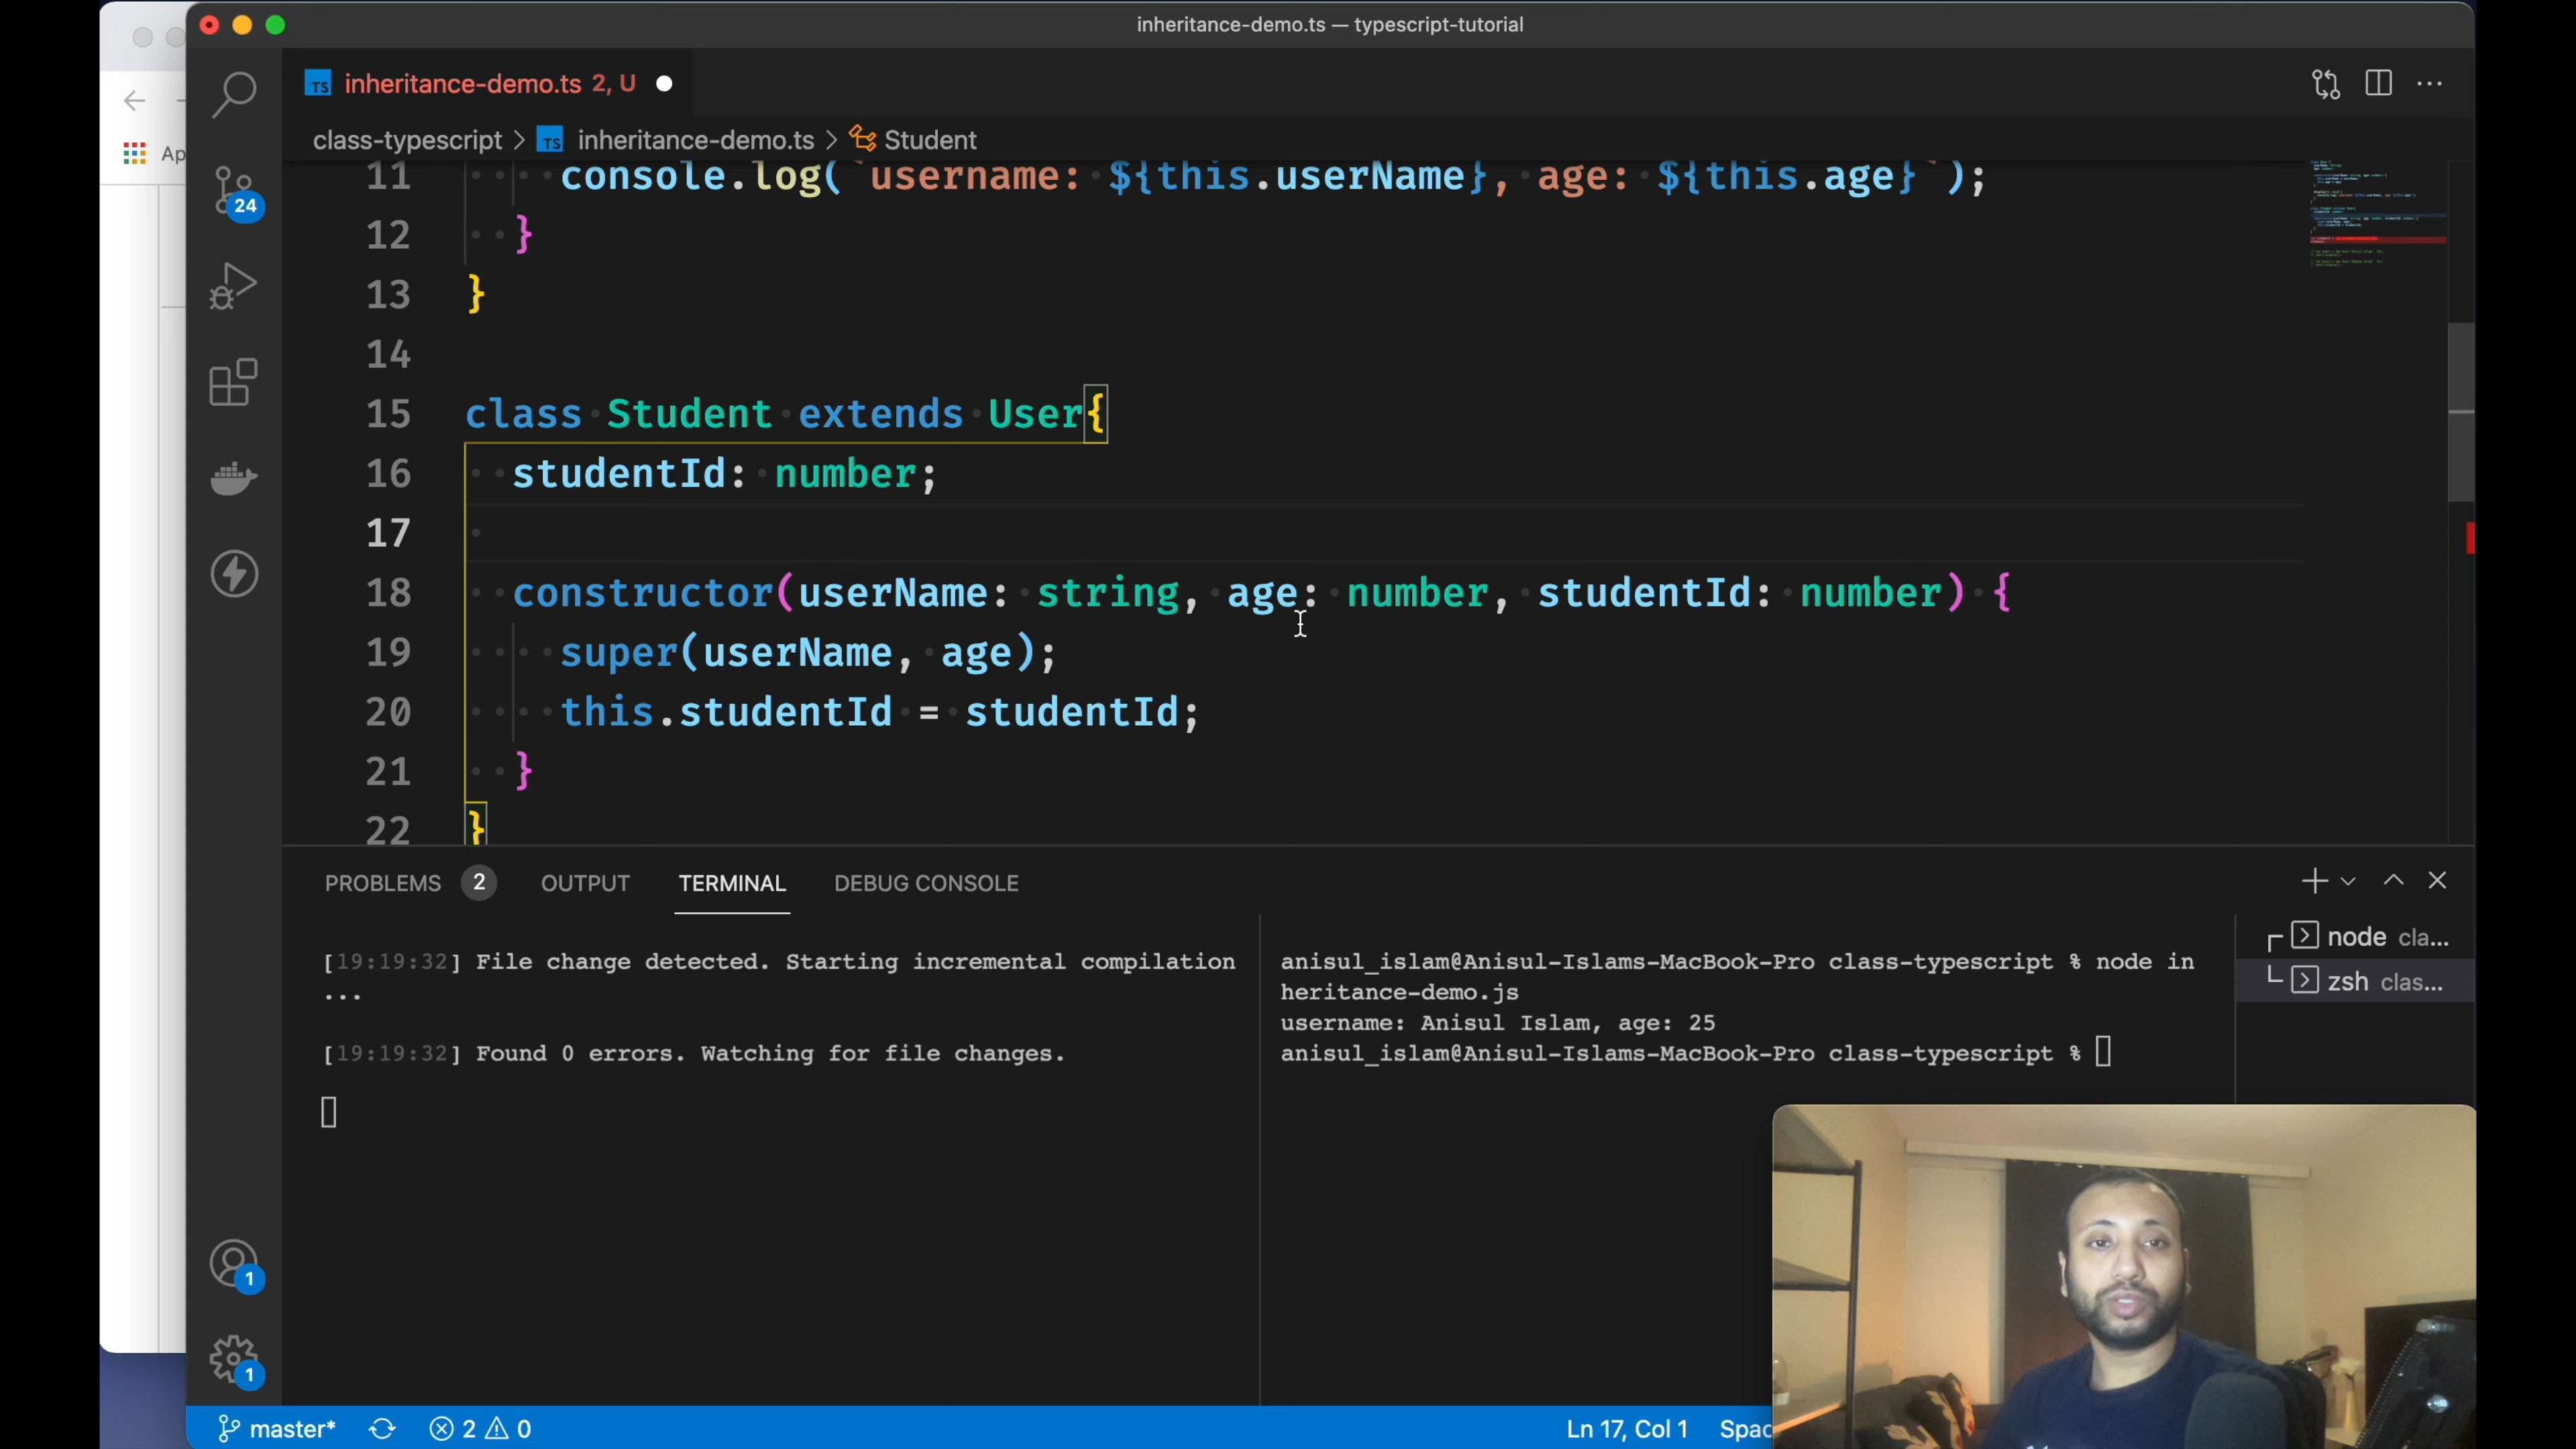 inheritance-demo.ts — typescript-tutorial
TS inheritance-demo.ts 2, U
class-typescript > TS inheritance-demo.ts > Student
Ap
24
11 console.log(`username: ${this.userName}, age: ${this.age}`);
12 }
13 }
14
15 class Student extends User{
16 studentId: number;
17
18 constructor(userName: string, age: number, studentId: number) {
19 super(userName, age);
20 this.studentId = studentId;
21 }
22 }
PROBLEMS 2 OUTPUT TERMINAL DEBUG CONSOLE
[19:19:32] File change detected. Starting incremental compilation
...
[19:19:32] Found 0 errors. Watching for file changes.
anisul_islam@Anisul-Islams-MacBook-Pro class-typescript % node in
heritance-demo.js
username: Anisul Islam, age: 25
anisul_islam@Anisul-Islams-MacBook-Pro class-typescript %
node cla...
zsh clas...
1
1
master* 2 0 Ln 17, Col 1 Spac